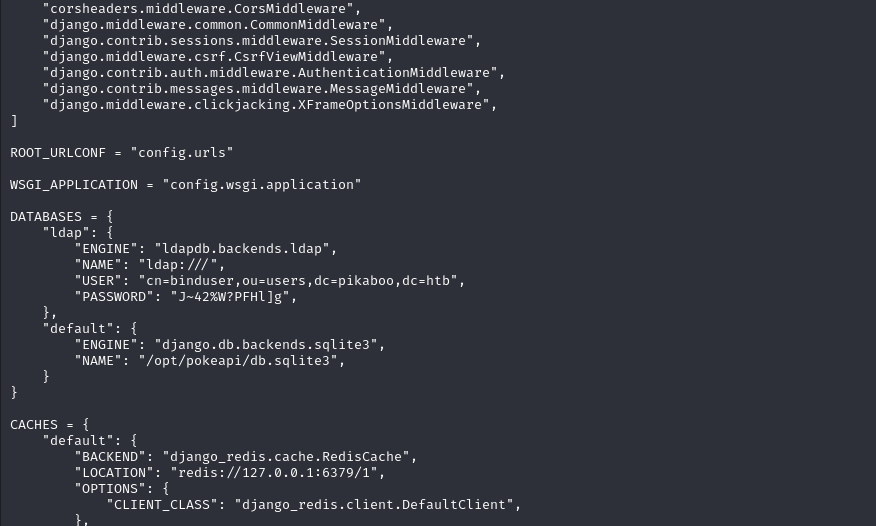 "corsheaders.middleware.CorsMiddleware",
    "django.middleware.common.CommonMiddleware",
    "django.contrib.sessions.middleware.SessionMiddleware",
    "django.middleware.csrf.CsrfViewMiddleware",
    "django.contrib.auth.middleware.AuthenticationMiddleware",
    "django.contrib.messages.middleware.MessageMiddleware",
    "django.middleware.clickjacking.XFrameOptionsMiddleware",
]

ROOT_URLCONF = "config.urls"

WSGI_APPLICATION = "config.wsgi.application"

DATABASES = {
    "ldap": {
        "ENGINE": "ldapdb.backends.ldap",
        "NAME": "ldap:///",
        "USER": "cn=binduser,ou=users,dc=pikaboo,dc=htb",
        "PASSWORD": "J~42%W?PFHl]g",
    },
    "default": {
        "ENGINE": "django.db.backends.sqlite3",
        "NAME": "/opt/pokeapi/db.sqlite3",
    }
}

CACHES = {
    "default": {
        "BACKEND": "django_redis.cache.RedisCache",
        "LOCATION": "redis://127.0.0.1:6379/1",
        "OPTIONS": {
            "CLIENT_CLASS": "django_redis.client.DefaultClient",
        },